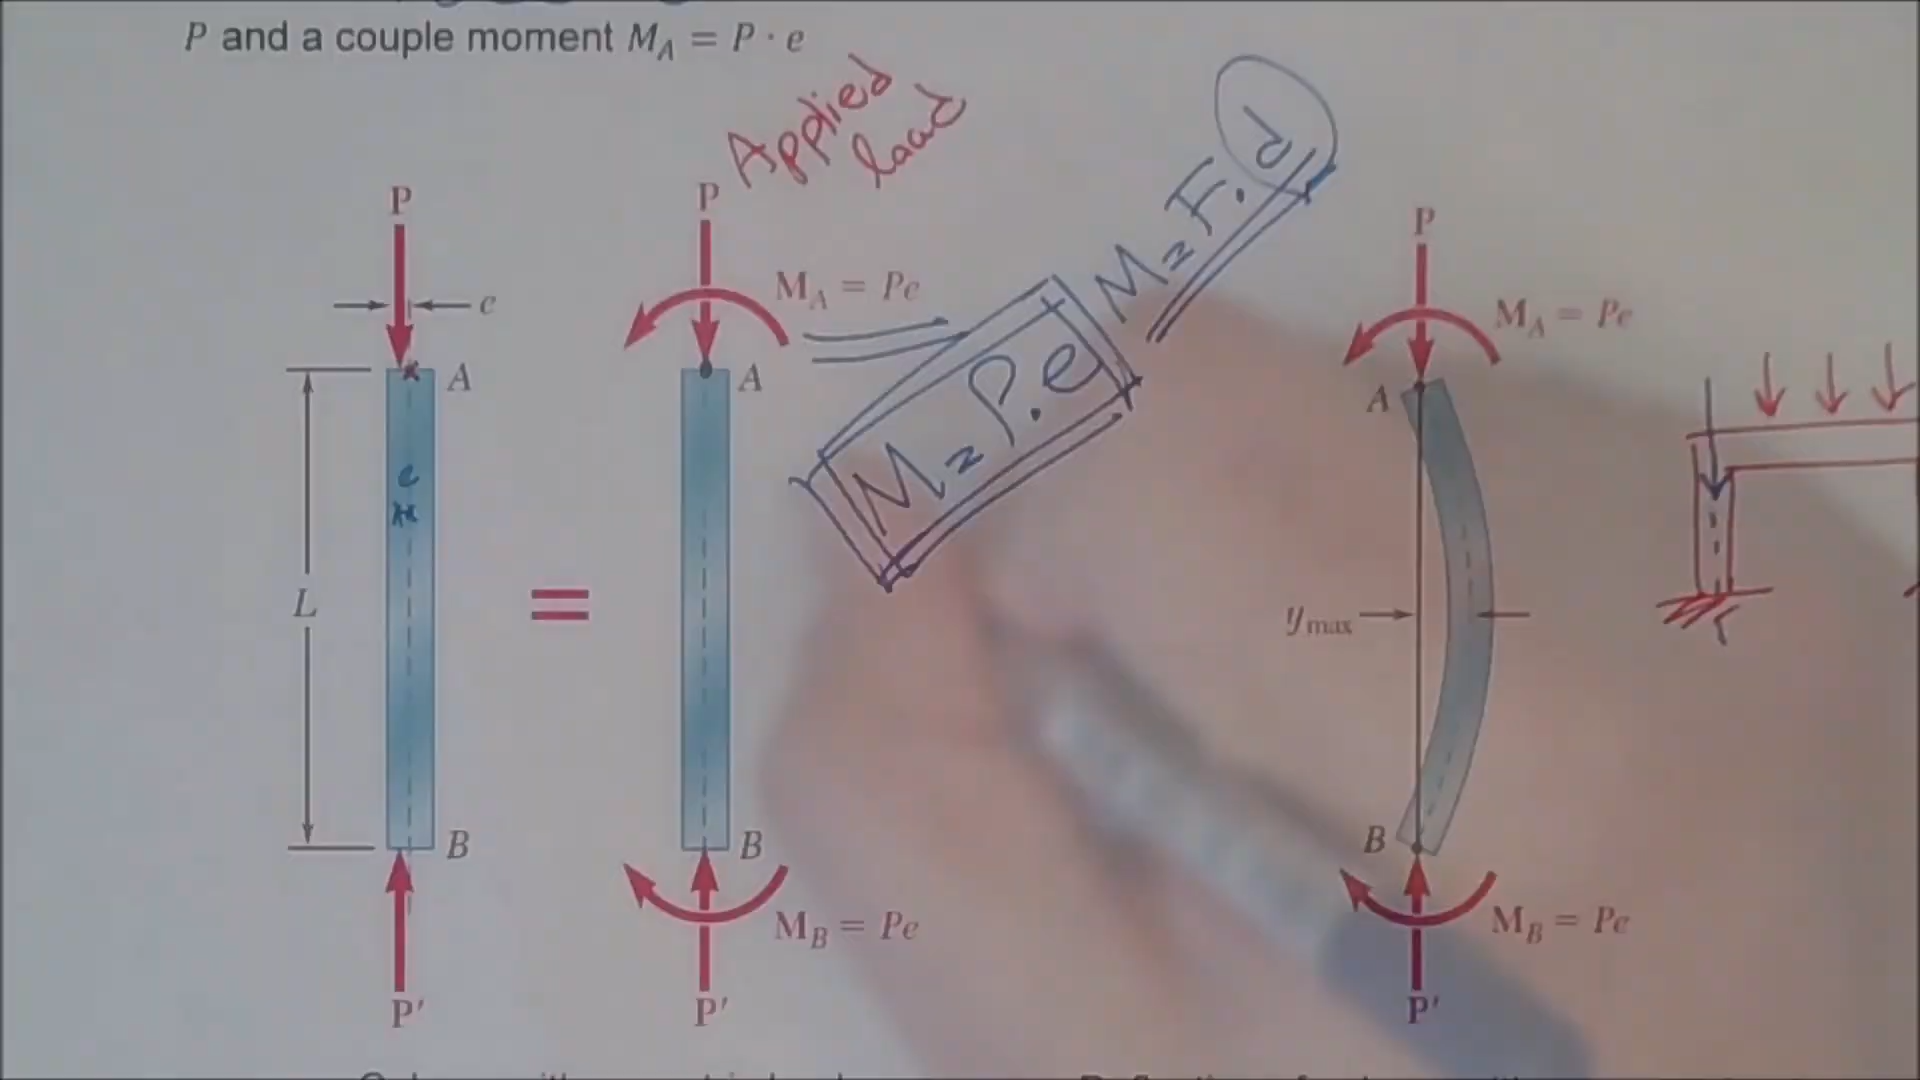 P and a couple moment M_A = P · e
Applied
load
M = F. d
M = P. e
P
e
A
e
L
B
P′
=
P
M_A = Pe
A
B
M_B = Pe
P′
P
M_A = Pe
A
y_max
B
M_B = Pe
P′